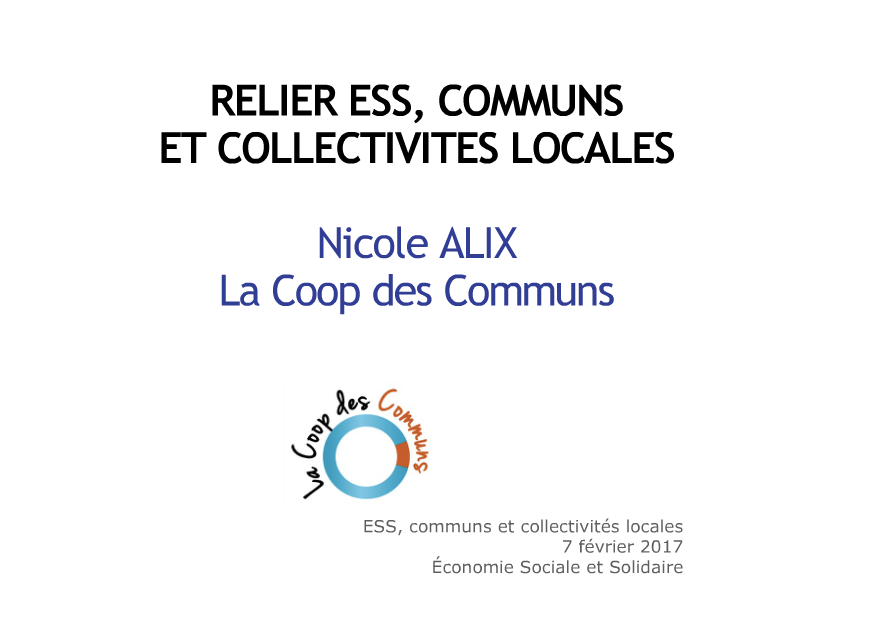 RELIER ESS, COMMUNS
ET COLLECTIVITES LOCALES
Nicole ALIX
La Coop des Communs
La Coop des Communs
ESS, communs et collectivités locales
7 février 2017
Économie Sociale et Solidaire